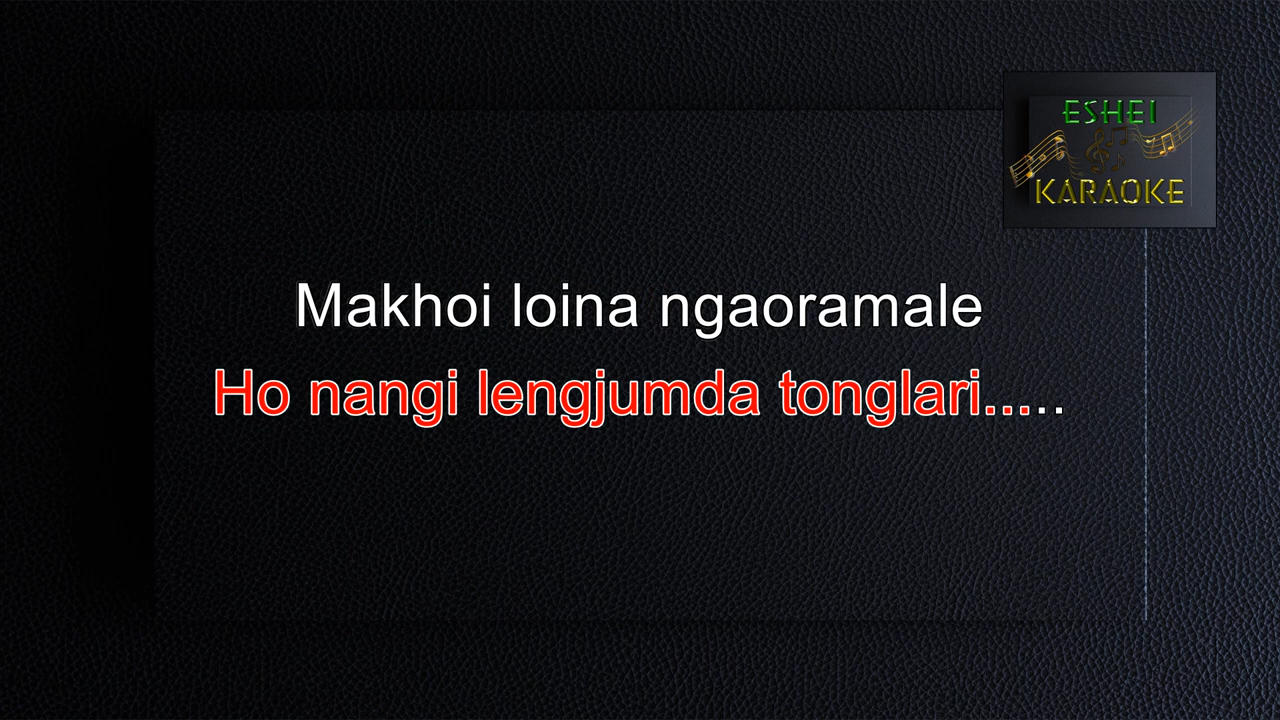 ESHEI
KARAOKE
Makhoi loina ngaoramale
Ho nangi lengjumda tonglari.....